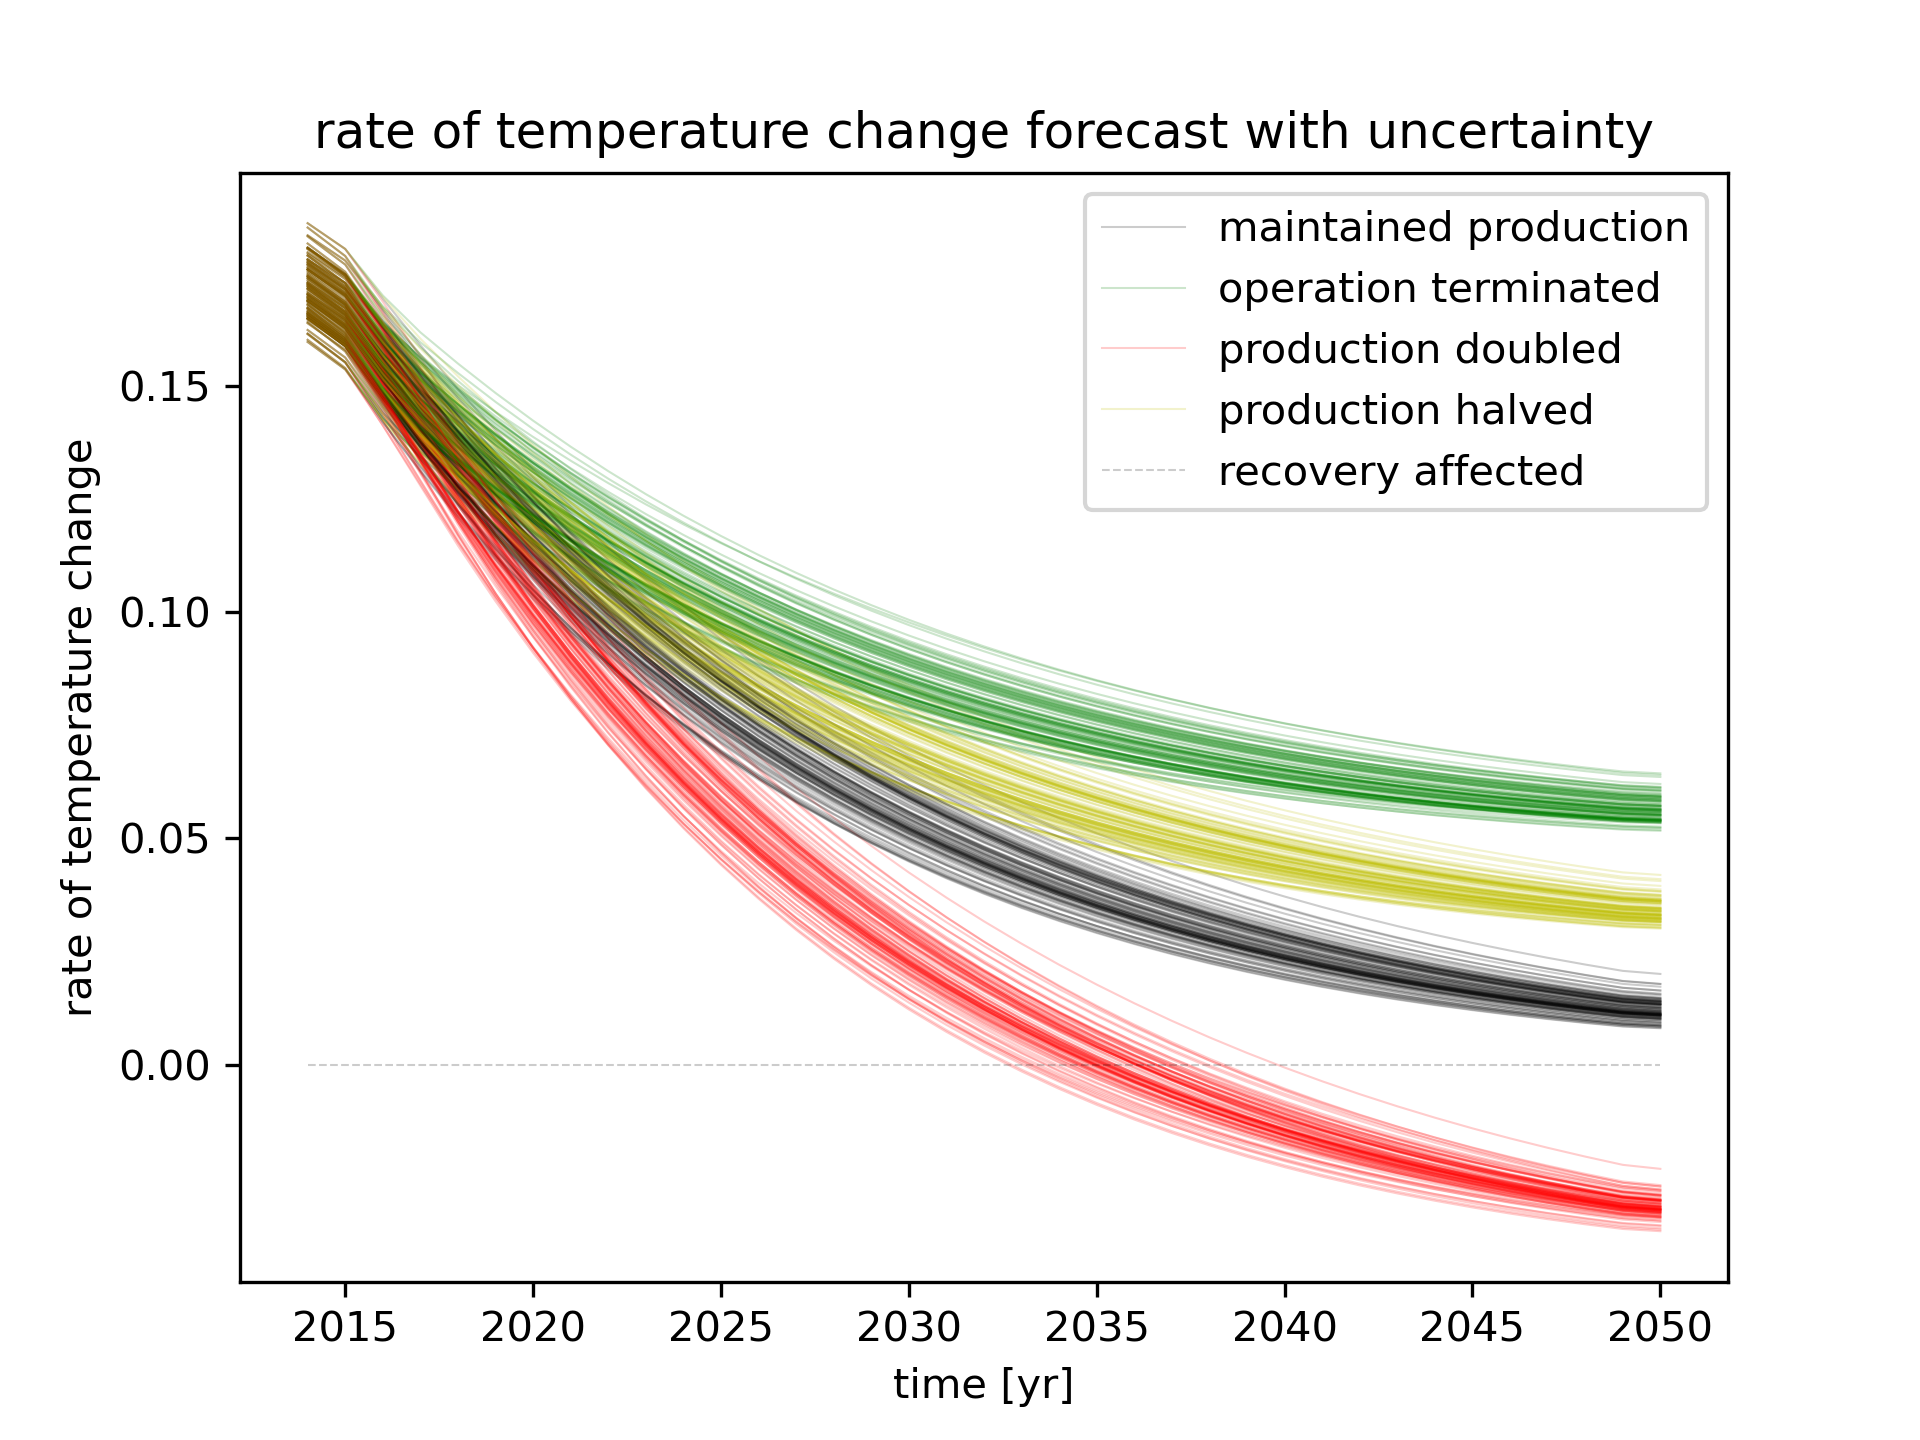 rate of temperature change forecast with uncertainty
maintained production
operation terminated
production doubled
production halved
recovery affected
rate of temperature change
0.15
0.10
0.05
0.00
2015 2020 2025 2030 2035 2040 2045 2050
time [yr]